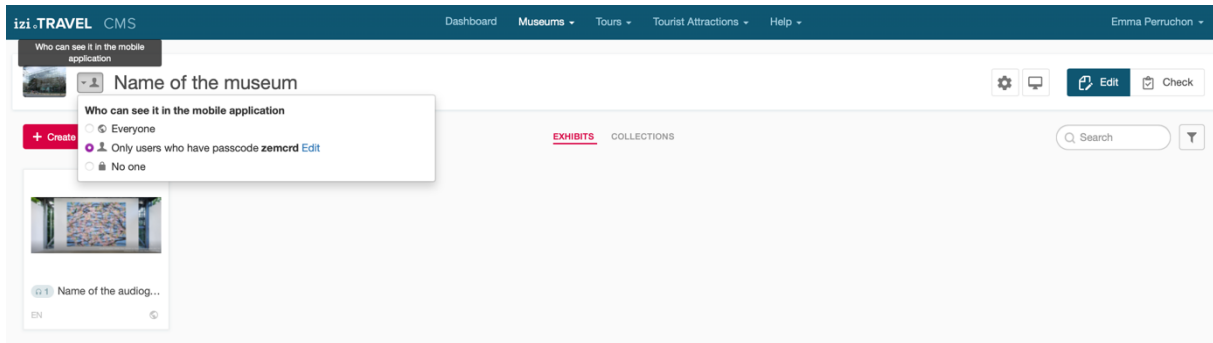 izi.TRAVEL CMS
Dashboard Museums Tours Tourist Attractions Help
Emma Perruchon
Who can see it in the mobile
application
Name of the museum
Edit
Check
Who can see it in the mobile application
Everyone
Only users who have passcode zemcrd Edit
No one
+ Create
EXHIBITS COLLECTIONS
Search
1 Name of the audiog...
EN